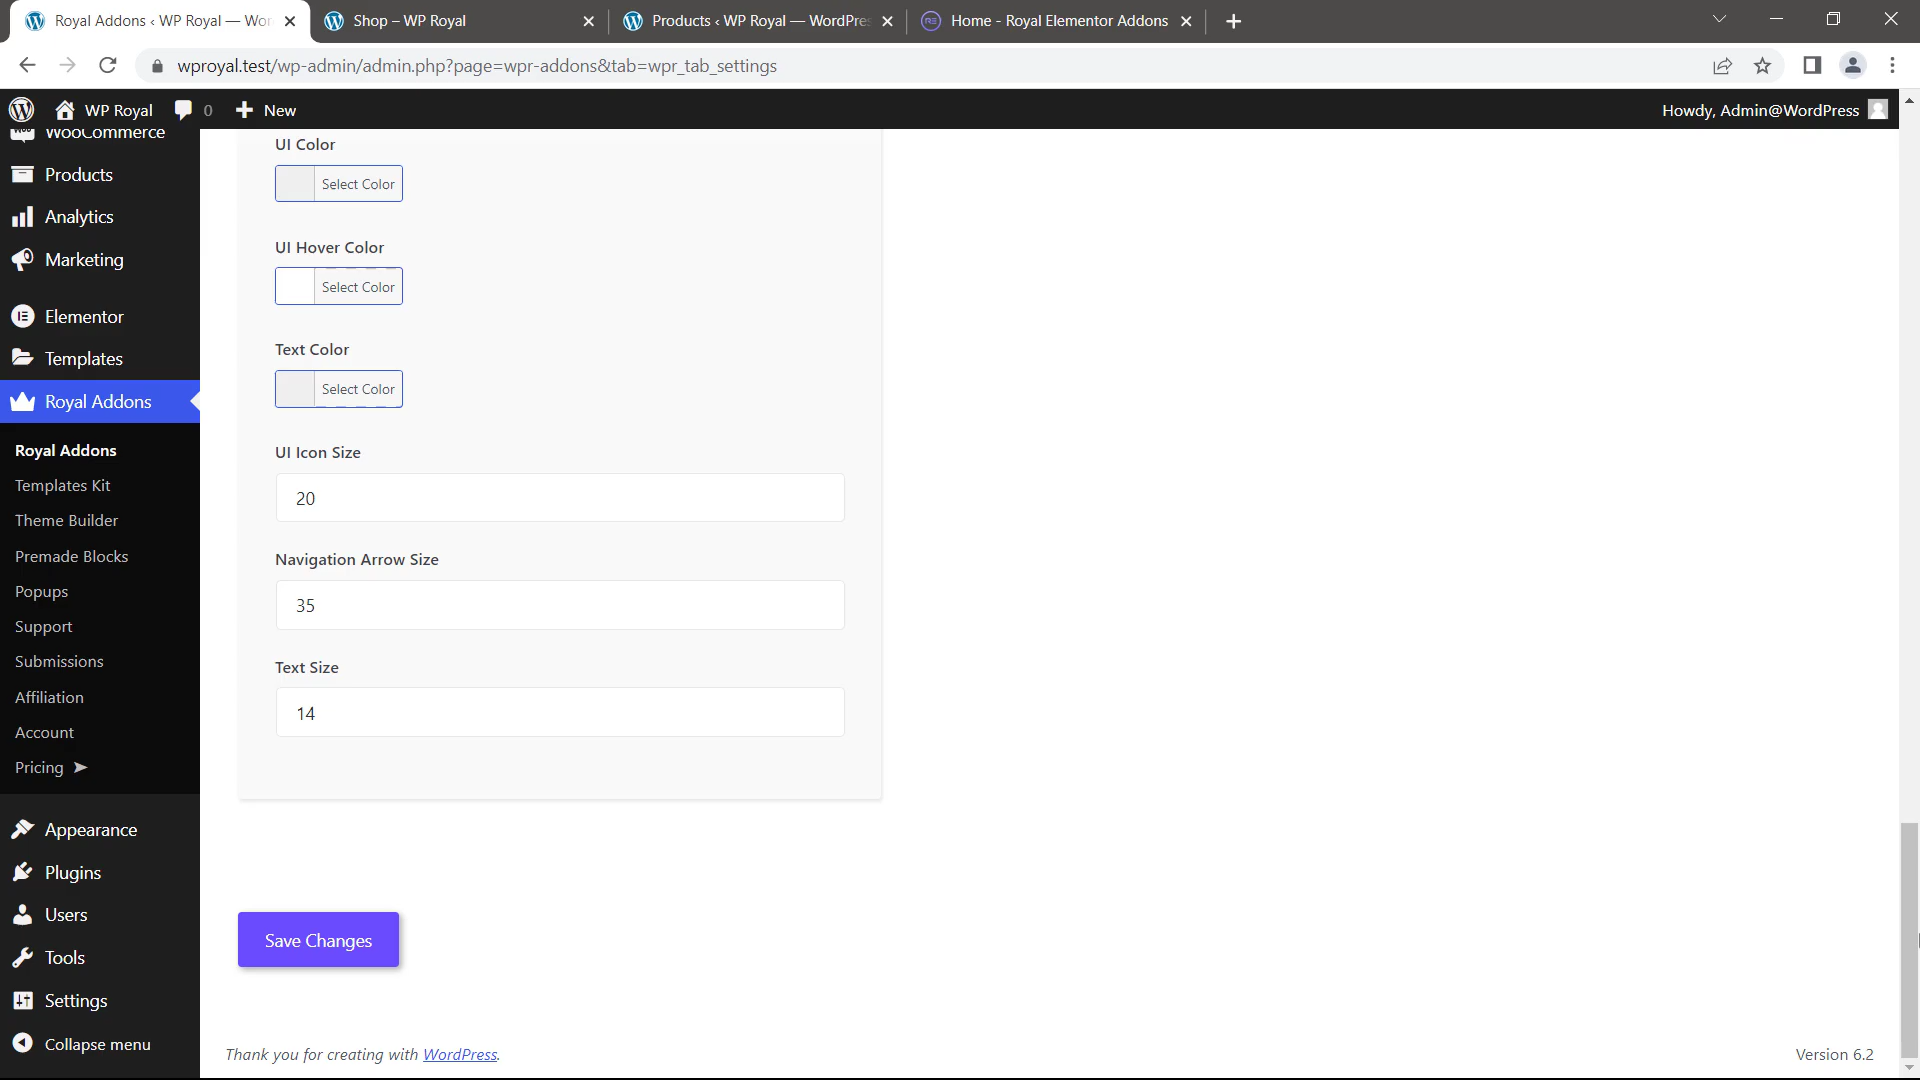 Royal Addons ‹ WP Royal — Wor
Shop – WP Royal
Products ‹ WP Royal — WordPres
Home - Royal Elementor Addons
wproyal.test/wp-admin/admin.php?page=wpr-addons&tab=wpr_tab_settings
WP Royal
0
New
Howdy, Admin@WordPress
WooCommerce
Products
Analytics
Marketing
Elementor
Templates
Royal Addons
Royal Addons
Templates Kit
Theme Builder
Premade Blocks
Popups
Support
Submissions
Affiliation
Account
Pricing ➤
Appearance
Plugins
Users
Tools
Settings
Collapse menu
UI Color
Select Color
UI Hover Color
Select Color
Text Color
Select Color
UI Icon Size
20
Navigation Arrow Size
35
Text Size
14
Save Changes
Thank you for creating with WordPress.
Version 6.2